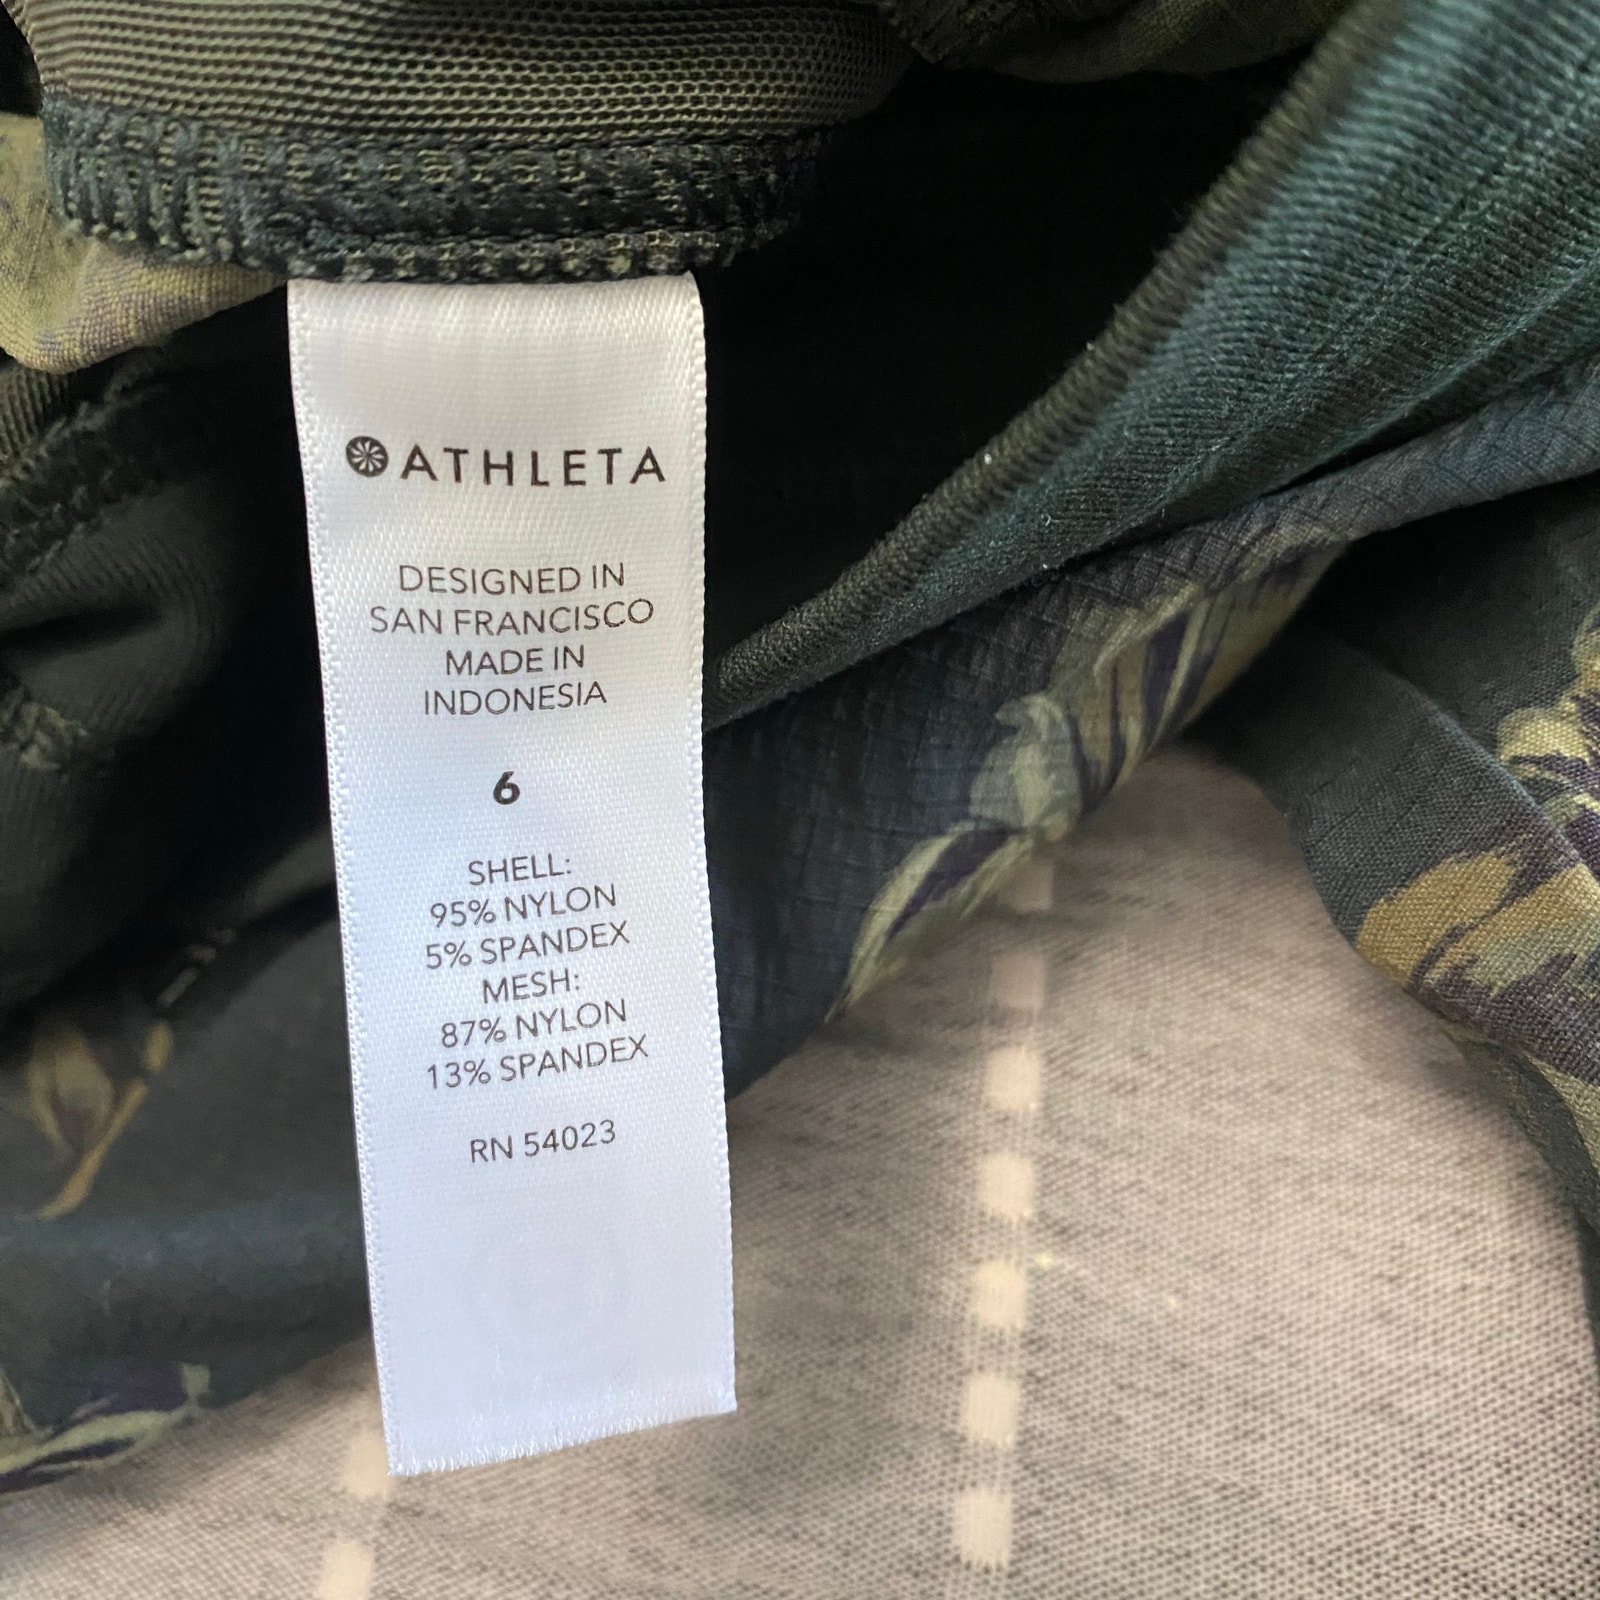 ATHLETA
DESIGNED IN
SAN FRANCISCO
MADE IN
INDONESIA
6
SHELL:
95% NYLON
5% SPANDEX
MESH:
87% NYLON
13% SPANDEX
RN 54023